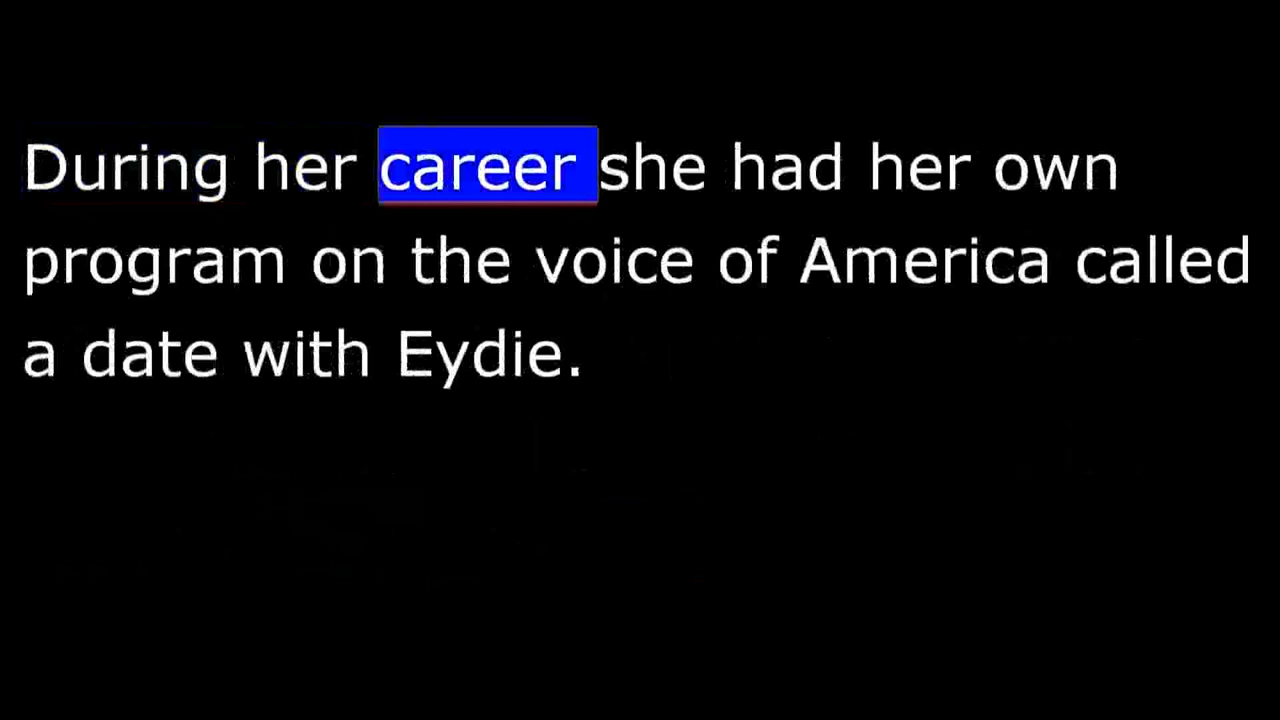 During her career she had her own
program on the voice of America called
a date with Eydie.